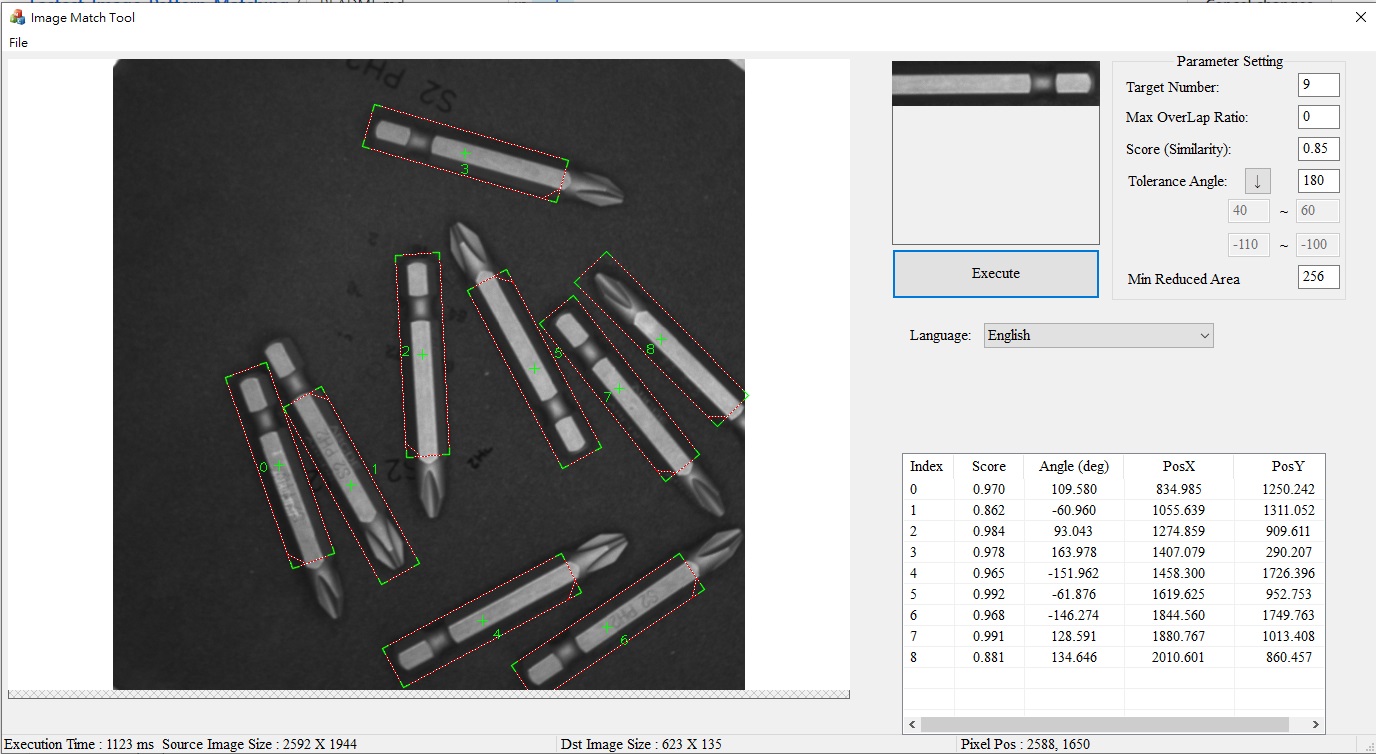 Image Match Tool
File
S2 PH2
0
1
2
3
4
5
6
7
8
S2 PH2
S2 PH2
Parameter Setting
Target Number: 9
Max OverLap Ratio: 0
Score (Similarity): 0.85
Tolerance Angle: ↓ 180
40 ~ 60
-110 ~ -100
Min Reduced Area 256
Execute
Language: English
Index Score Angle (deg) PosX PosY
0 0.970 109.580 834.985 1250.242
1 0.862 -60.960 1055.639 1311.052
2 0.984 93.043 1274.859 909.611
3 0.978 163.978 1407.079 290.207
4 0.965 -151.962 1458.300 1726.396
5 0.992 -61.876 1619.625 952.753
6 0.968 -146.274 1844.560 1749.763
7 0.991 128.591 1880.767 1013.408
8 0.881 134.646 2010.601 860.457
Execution Time : 1123 ms Source Image Size : 2592 X 1944
Dst Image Size : 623 X 135
Pixel Pos : 2588, 1650